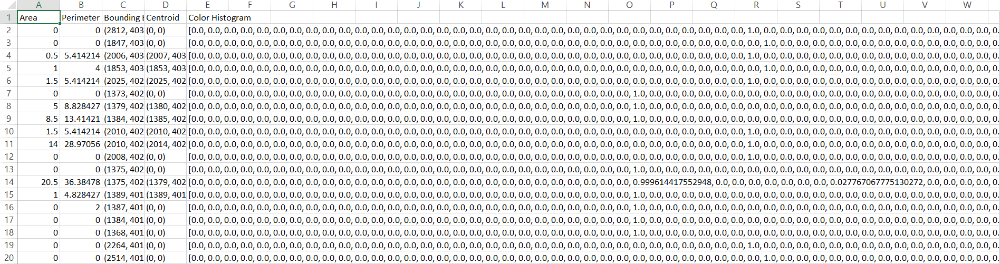 A B C D E F G H I J K L M N O P Q R S T U V W
1 Area Perimeter Bounding B Centroid Color Histogram
2 0 0 (2812, 403 (0, 0) [0.0, 0.0, 0.0, 0.0, 0.0, 0.0, 0.0, 0.0, 0.0, 0.0, 0.0, 0.0, 0.0, 0.0, 0.0, 0.0, 0.0, 0.0, 0.0, 0.0, 0.0, 0.0, 0.0, 0.0, 0.0, 0.0, 0.0, 0.0, 0.0, 0.0, 0.0, 0.0, 0.0, 0.0, 1.0, 0.0, 0.0, 0.0, 0.0, 0.0, 0.0, 0.0, 0.0, 0.0, 0.0, 0.0, 0.0, 0.0, 0.0, 0.
3 0 0 (1847, 403 (0, 0) [0.0, 0.0, 0.0, 0.0, 0.0, 0.0, 0.0, 0.0, 0.0, 0.0, 0.0, 0.0, 0.0, 0.0, 0.0, 0.0, 0.0, 0.0, 0.0, 0.0, 0.0, 0.0, 0.0, 0.0, 0.0, 0.0, 0.0, 0.0, 0.0, 0.0, 0.0, 0.0, 0.0, 0.0, 0.0, 1.0, 0.0, 0.0, 0.0, 0.0, 0.0, 0.0, 0.0, 0.0, 0.0, 0.0, 0.0, 0.0, 0.0, 0.
4 0.5 5.414214 (2006, 403 (2007, 403 [0.0, 0.0, 0.0, 0.0, 0.0, 0.0, 0.0, 0.0, 0.0, 0.0, 0.0, 0.0, 0.0, 0.0, 0.0, 0.0, 0.0, 0.0, 0.0, 0.0, 0.0, 0.0, 0.0, 0.0, 0.0, 0.0, 0.0, 0.0, 0.0, 0.0, 0.0, 0.0, 0.0, 0.0, 1.0, 0.0, 0.0, 0.0, 0.0, 0.0, 0.0, 0.0, 0.0, 0.0, 0.0, 0.0, 0.0, 0.0, 0.0, 0.
5 1 4 (1853, 403 (1853, 403 [0.0, 0.0, 0.0, 0.0, 0.0, 0.0, 0.0, 0.0, 0.0, 0.0, 0.0, 0.0, 0.0, 0.0, 0.0, 0.0, 0.0, 0.0, 0.0, 0.0, 0.0, 0.0, 0.0, 0.0, 0.0, 0.0, 0.0, 0.0, 0.0, 0.0, 0.0, 0.0, 0.0, 0.0, 0.0, 1.0, 0.0, 0.0, 0.0, 0.0, 0.0, 0.0, 0.0, 0.0, 0.0, 0.0, 0.0, 0.0, 0.0, 0.
6 1.5 5.414214 (2025, 402 (2025, 402 [0.0, 0.0, 0.0, 0.0, 0.0, 0.0, 0.0, 0.0, 0.0, 0.0, 0.0, 0.0, 0.0, 0.0, 0.0, 0.0, 0.0, 0.0, 0.0, 0.0, 0.0, 0.0, 0.0, 0.0, 0.0, 0.0, 0.0, 0.0, 0.0, 0.0, 0.0, 0.0, 0.0, 0.0, 1.0, 0.0, 0.0, 0.0, 0.0, 0.0, 0.0, 0.0, 0.0, 0.0, 0.0, 0.0, 0.0, 0.0, 0.0, 0.
7 0 0 (1373, 402 (0, 0) [0.0, 0.0, 0.0, 0.0, 0.0, 0.0, 0.0, 0.0, 0.0, 0.0, 0.0, 0.0, 0.0, 0.0, 0.0, 0.0, 0.0, 0.0, 0.0, 0.0, 0.0, 0.0, 0.0, 0.0, 0.0, 0.0, 0.0, 1.0, 0.0, 0.0, 0.0, 0.0, 0.0, 0.0, 0.0, 0.0, 0.0, 0.0, 0.0, 0.0, 0.0, 0.0, 0.0, 0.0, 0.0, 0.0, 0.0, 0.0, 0.0, 0.
8 5 8.828427 (1379, 402 (1380, 402 [0.0, 0.0, 0.0, 0.0, 0.0, 0.0, 0.0, 0.0, 0.0, 0.0, 0.0, 0.0, 0.0, 0.0, 0.0, 0.0, 0.0, 0.0, 0.0, 0.0, 0.0, 0.0, 0.0, 0.0, 0.0, 0.0, 0.0, 1.0, 0.0, 0.0, 0.0, 0.0, 0.0, 0.0, 0.0, 0.0, 0.0, 0.0, 0.0, 0.0, 0.0, 0.0, 0.0, 0.0, 0.0, 0.0, 0.0, 0.0, 0.0, 0.
9 8.5 13.41421 (1384, 402 (1385, 402 [0.0, 0.0, 0.0, 0.0, 0.0, 0.0, 0.0, 0.0, 0.0, 0.0, 0.0, 0.0, 0.0, 0.0, 0.0, 0.0, 0.0, 0.0, 0.0, 0.0, 0.0, 0.0, 0.0, 0.0, 0.0, 0.0, 0.0, 1.0, 0.0, 0.0, 0.0, 0.0, 0.0, 0.0, 0.0, 0.0, 0.0, 0.0, 0.0, 0.0, 0.0, 0.0, 0.0, 0.0, 0.0, 0.0, 0.0, 0.0, 0.0, 0.
10 1.5 5.414214 (2010, 402 (2010, 402 [0.0, 0.0, 0.0, 0.0, 0.0, 0.0, 0.0, 0.0, 0.0, 0.0, 0.0, 0.0, 0.0, 0.0, 0.0, 0.0, 0.0, 0.0, 0.0, 0.0, 0.0, 0.0, 0.0, 0.0, 0.0, 0.0, 0.0, 0.0, 0.0, 0.0, 0.0, 0.0, 0.0, 0.0, 1.0, 0.0, 0.0, 0.0, 0.0, 0.0, 0.0, 0.0, 0.0, 0.0, 0.0, 0.0, 0.0, 0.0, 0.0, 0.
11 14 28.97056 (2010, 402 (2014, 402 [0.0, 0.0, 0.0, 0.0, 0.0, 0.0, 0.0, 0.0, 0.0, 0.0, 0.0, 0.0, 0.0, 0.0, 0.0, 0.0, 0.0, 0.0, 0.0, 0.0, 0.0, 0.0, 0.0, 0.0, 0.0, 0.0, 0.0, 0.0, 0.0, 0.0, 0.0, 0.0, 0.0, 0.0, 1.0, 0.0, 0.0, 0.0, 0.0, 0.0, 0.0, 0.0, 0.0, 0.0, 0.0, 0.0, 0.0, 0.0, 0.0, 0.
12 0 0 (2008, 402 (0, 0) [0.0, 0.0, 0.0, 0.0, 0.0, 0.0, 0.0, 0.0, 0.0, 0.0, 0.0, 0.0, 0.0, 0.0, 0.0, 0.0, 0.0, 0.0, 0.0, 0.0, 0.0, 0.0, 0.0, 0.0, 0.0, 0.0, 0.0, 0.0, 0.0, 0.0, 0.0, 0.0, 0.0, 0.0, 1.0, 0.0, 0.0, 0.0, 0.0, 0.0, 0.0, 0.0, 0.0, 0.0, 0.0, 0.0, 0.0, 0.0, 0.0, 0.
13 0 0 (1375, 402 (0, 0) [0.0, 0.0, 0.0, 0.0, 0.0, 0.0, 0.0, 0.0, 0.0, 0.0, 0.0, 0.0, 0.0, 0.0, 0.0, 0.0, 0.0, 0.0, 0.0, 0.0, 0.0, 0.0, 0.0, 0.0, 0.0, 0.0, 0.0, 1.0, 0.0, 0.0, 0.0, 0.0, 0.0, 0.0, 0.0, 0.0, 0.0, 0.0, 0.0, 0.0, 0.0, 0.0, 0.0, 0.0, 0.0, 0.0, 0.0, 0.0, 0.0, 0.
14 20.5 36.38478 (1375, 402 (1379, 402 [0.0, 0.0, 0.0, 0.0, 0.0, 0.0, 0.0, 0.0, 0.0, 0.0, 0.0, 0.0, 0.0, 0.0, 0.0, 0.0, 0.0, 0.0, 0.0, 0.0, 0.0, 0.0, 0.0, 0.0, 0.0, 0.0, 0.0, 0.999614417552948, 0.0, 0.0, 0.0, 0.0, 0.0, 0.0, 0.0, 0.027767067775130272, 0.0, 0.0, 0.0, 0.0, 0.
15 1 4.828427 (1389, 401 (1389, 401 [0.0, 0.0, 0.0, 0.0, 0.0, 0.0, 0.0, 0.0, 0.0, 0.0, 0.0, 0.0, 0.0, 0.0, 0.0, 0.0, 0.0, 0.0, 0.0, 0.0, 0.0, 0.0, 0.0, 0.0, 0.0, 0.0, 0.0, 1.0, 0.0, 0.0, 0.0, 0.0, 0.0, 0.0, 0.0, 0.0, 0.0, 0.0, 0.0, 0.0, 0.0, 0.0, 0.0, 0.0, 0.0, 0.0, 0.0, 0.0, 0.0, 0.
16 0 2 (1387, 401 (0, 0) [0.0, 0.0, 0.0, 0.0, 0.0, 0.0, 0.0, 0.0, 0.0, 0.0, 0.0, 0.0, 0.0, 0.0, 0.0, 0.0, 0.0, 0.0, 0.0, 0.0, 0.0, 0.0, 0.0, 0.0, 0.0, 0.0, 0.0, 1.0, 0.0, 0.0, 0.0, 0.0, 0.0, 0.0, 0.0, 0.0, 0.0, 0.0, 0.0, 0.0, 0.0, 0.0, 0.0, 0.0, 0.0, 0.0, 0.0, 0.0, 0.0, 0.
17 0 0 (1384, 401 (0, 0) [0.0, 0.0, 0.0, 0.0, 0.0, 0.0, 0.0, 0.0, 0.0, 0.0, 0.0, 0.0, 0.0, 0.0, 0.0, 0.0, 0.0, 0.0, 0.0, 0.0, 0.0, 0.0, 0.0, 0.0, 0.0, 0.0, 0.0, 1.0, 0.0, 0.0, 0.0, 0.0, 0.0, 0.0, 0.0, 0.0, 0.0, 0.0, 0.0, 0.0, 0.0, 0.0, 0.0, 0.0, 0.0, 0.0, 0.0, 0.0, 0.0, 0.
18 0 0 (1368, 401 (0, 0) [0.0, 0.0, 0.0, 0.0, 0.0, 0.0, 0.0, 0.0, 0.0, 0.0, 0.0, 0.0, 0.0, 0.0, 0.0, 0.0, 0.0, 0.0, 0.0, 0.0, 0.0, 0.0, 0.0, 0.0, 0.0, 0.0, 0.0, 1.0, 0.0, 0.0, 0.0, 0.0, 0.0, 0.0, 0.0, 0.0, 0.0, 0.0, 0.0, 0.0, 0.0, 0.0, 0.0, 0.0, 0.0, 0.0, 0.0, 0.0, 0.0, 0.
19 0 0 (2264, 401 (0, 0) [0.0, 0.0, 0.0, 0.0, 0.0, 0.0, 0.0, 0.0, 0.0, 0.0, 0.0, 0.0, 0.0, 0.0, 0.0, 0.0, 0.0, 0.0, 0.0, 0.0, 0.0, 0.0, 0.0, 0.0, 0.0, 0.0, 0.0, 0.0, 0.0, 0.0, 0.0, 0.0, 0.0, 0.0, 1.0, 0.0, 0.0, 0.0, 0.0, 0.0, 0.0, 0.0, 0.0, 0.0, 0.0, 0.0, 0.0, 0.0, 0.0, 0.
20 0 0 (2514, 401 (0, 0) [0.0, 0.0, 0.0, 0.0, 0.0, 0.0, 0.0, 0.0, 0.0, 0.0, 0.0, 0.0, 0.0, 0.0, 0.0, 0.0, 0.0, 0.0, 0.0, 0.0, 0.0, 0.0, 0.0, 0.0, 0.0, 0.0, 0.0, 0.0, 0.0, 0.0, 0.0, 0.0, 0.0, 0.0, 0.0, 1.0, 0.0, 0.0, 0.0, 0.0, 0.0, 0.0, 0.0, 0.0, 0.0, 0.0, 0.0, 0.0, 0.0, 0.